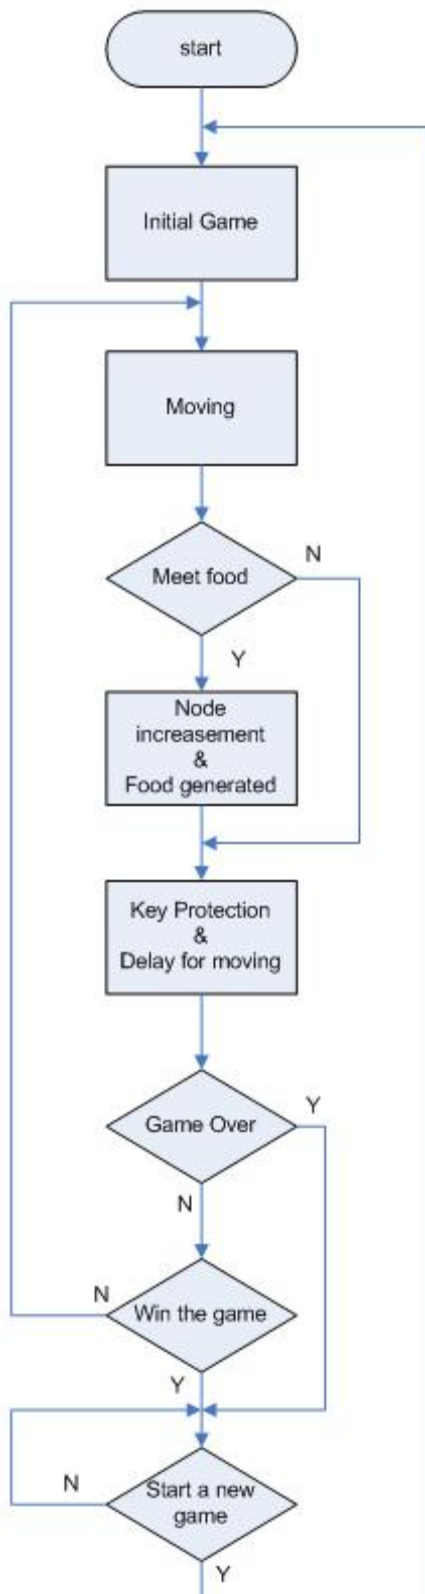 start
Initial Game
Moving
Meet food
N
Y
Node
increasement
&
Food generated
Key Protection
&
Delay for moving
Game Over
Y
N
Win the game
N
Y
Start a new
game
N
Y